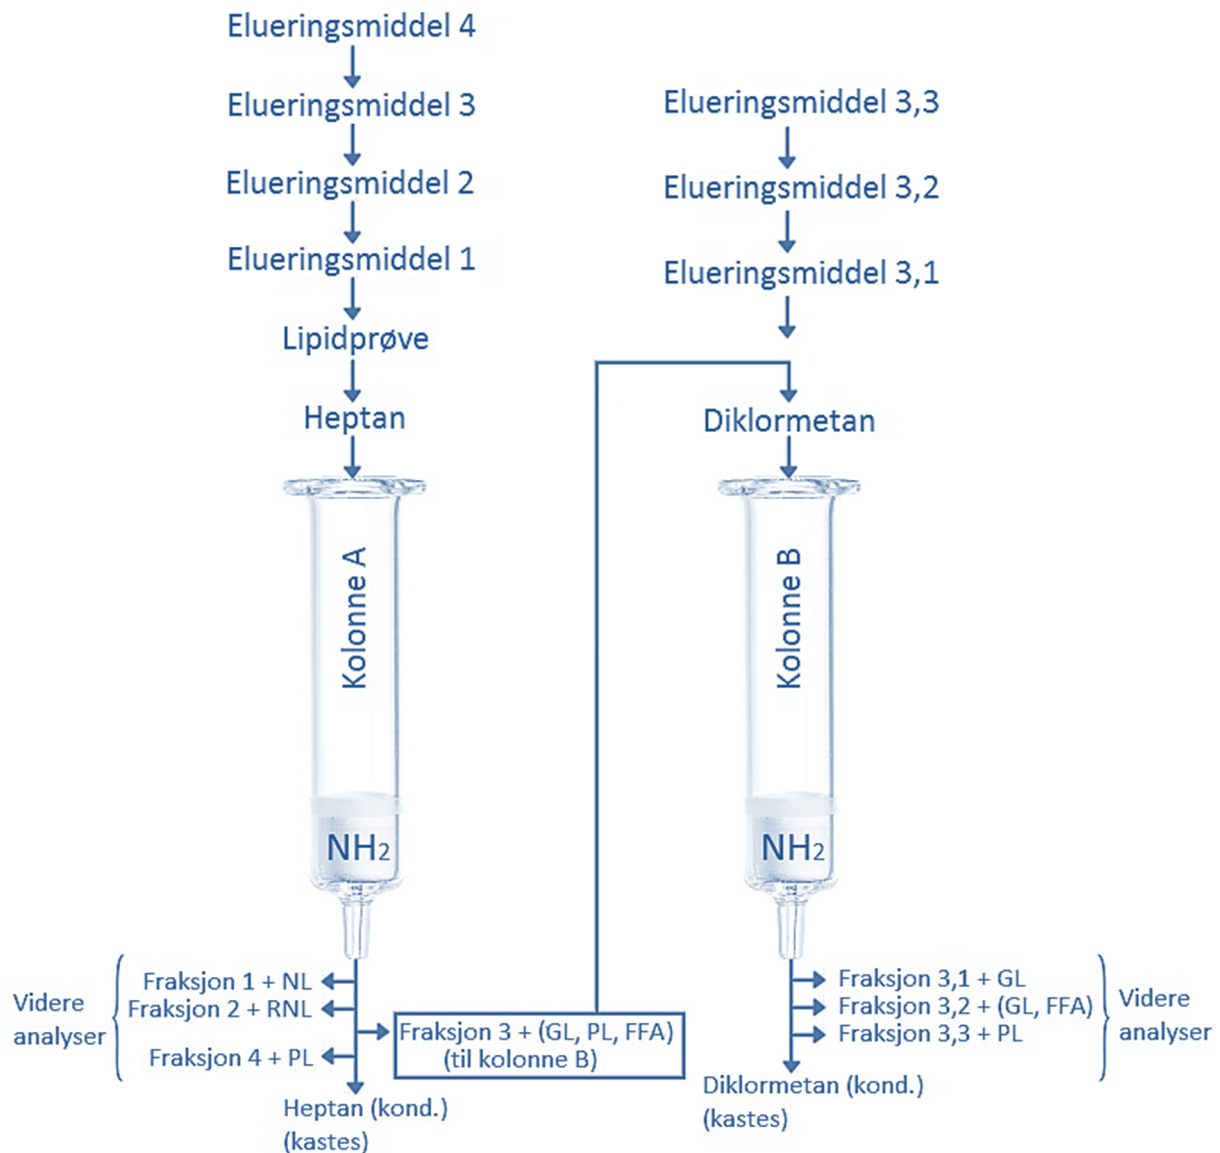 Elueringsmiddel 4
Elueringsmiddel 3
Elueringsmiddel 2
Elueringsmiddel 1
Lipidprøve
Heptan
Kolonne A
NH2
Videre
analyser
Fraksjon 1 + NL
Fraksjon 2 + RNL
Fraksjon 4 + PL
Fraksjon 3 + (GL, PL, FFA)
(til kolonne B)
Heptan (kond.)
(kastes)
Elueringsmiddel 3,3
Elueringsmiddel 3,2
Elueringsmiddel 3,1
Diklormetan
Kolonne B
NH2
Fraksjon 3,1 + GL
Fraksjon 3,2 + (GL, FFA)
Fraksjon 3,3 + PL
Videre
analyser
Diklormetan (kond.)
(kastes)